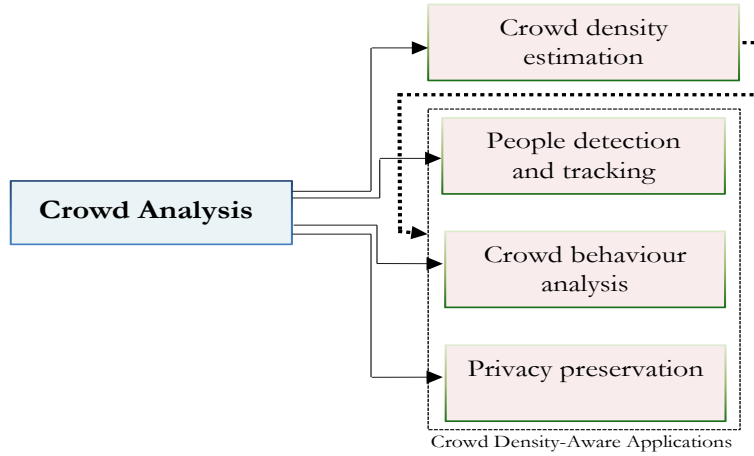 Crowd density
estimation
People detection
and tracking
Crowd Analysis
Crowd behaviour
analysis
Privacy preservation
Crowd Density-Aware Applications